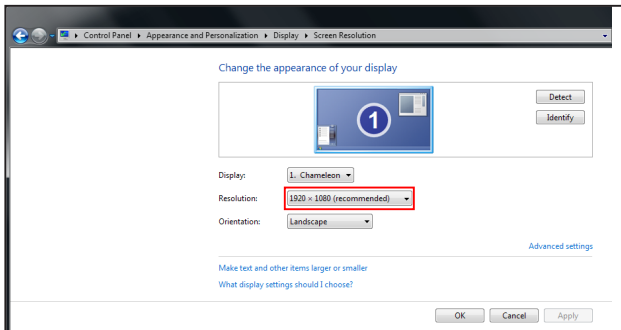 Control Panel ▸ Appearance and Personalization ▸ Display ▸ Screen Resolution
Change the appearance of your display
1
Detect
Identify
Display: 1. Chameleon
Resolution: 1920 × 1080 (recommended)
Orientation: Landscape
Advanced settings
Make text and other items larger or smaller
What display settings should I choose?
OK Cancel Apply